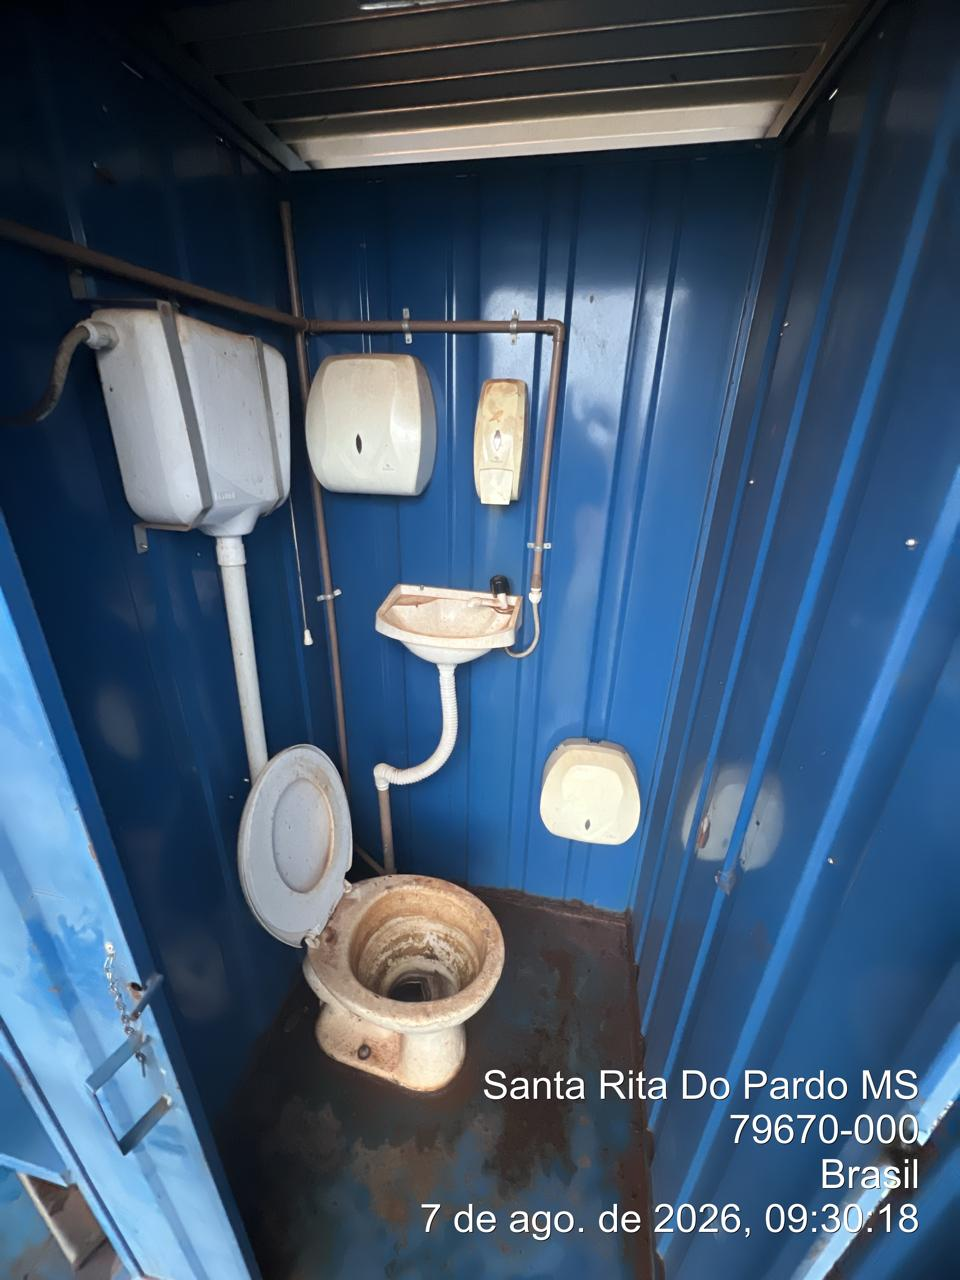 Santa Rita Do Pardo MS
79670-000
Brasil
7 de ago. de 2026, 09:30:18